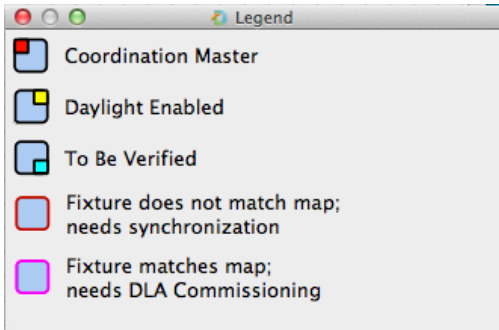 Legend
Coordination Master
Daylight Enabled
To Be Verified
Fixture does not match map;
needs synchronization
Fixture matches map;
needs DLA Commissioning